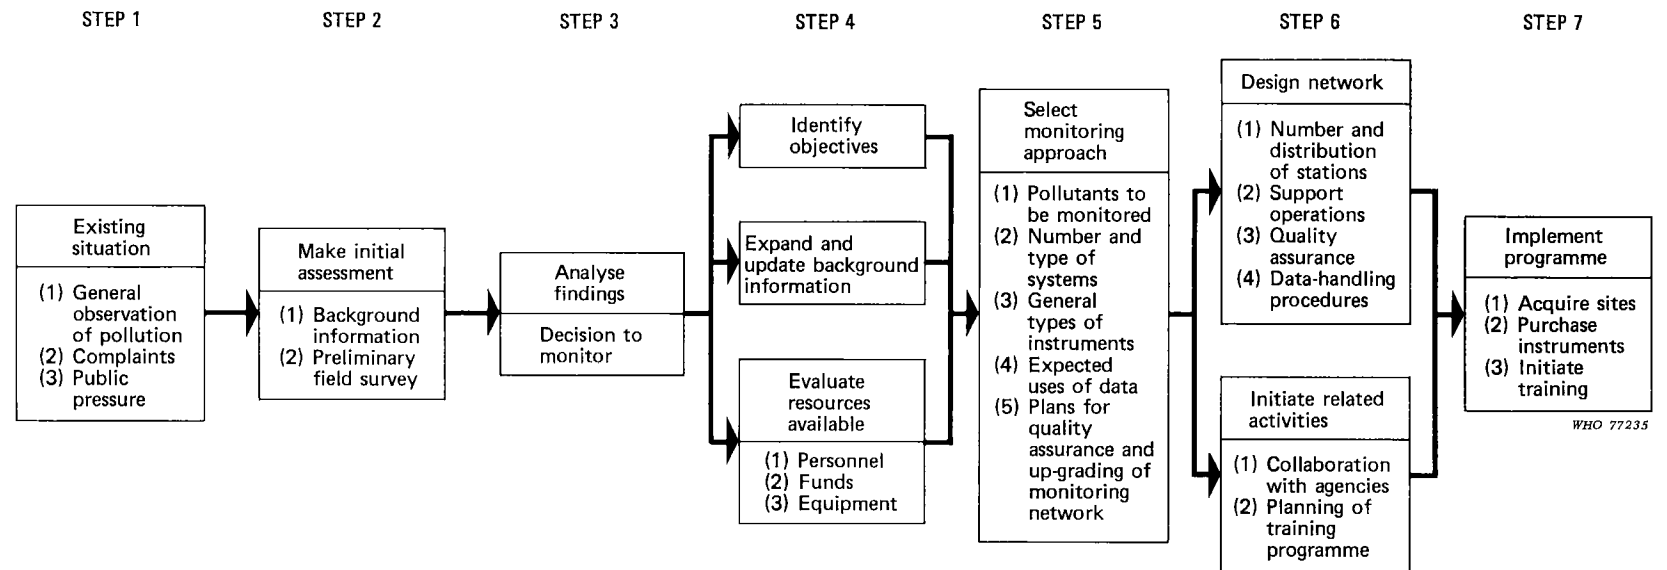 STEP 1
STEP 2
STEP 3
STEP 4
STEP 5
STEP 6
STEP 7
Existing
situation
(1) General
observation
of pollution
(2) Complaints
(3) Public
pressure
Make initial
assessment
(1) Background
information
(2) Preliminary
field survey
Analyse
findings
Decision to
monitor
Identify
objectives
Expand and
update background
information
Evaluate
resources
available
(1) Personnel
(2) Funds
(3) Equipment
Select
monitoring
approach
(1) Pollutants to
be monitored
(2) Number and
type of
systems
(3) General
types of
instruments
(4) Expected
uses of data
(5) Plans for
quality
assurance and
up-grading of
monitoring
network
Design network
(1) Number and
distribution
of stations
(2) Support
operations
(3) Quality
assurance
(4) Data-handling
procedures
Initiate related
activities
(1) Collaboration
with agencies
(2) Planning of
training
programme
Implement
programme
(1) Acquire sites
(2) Purchase
instruments
(3) Initiate
training
WHO 77235